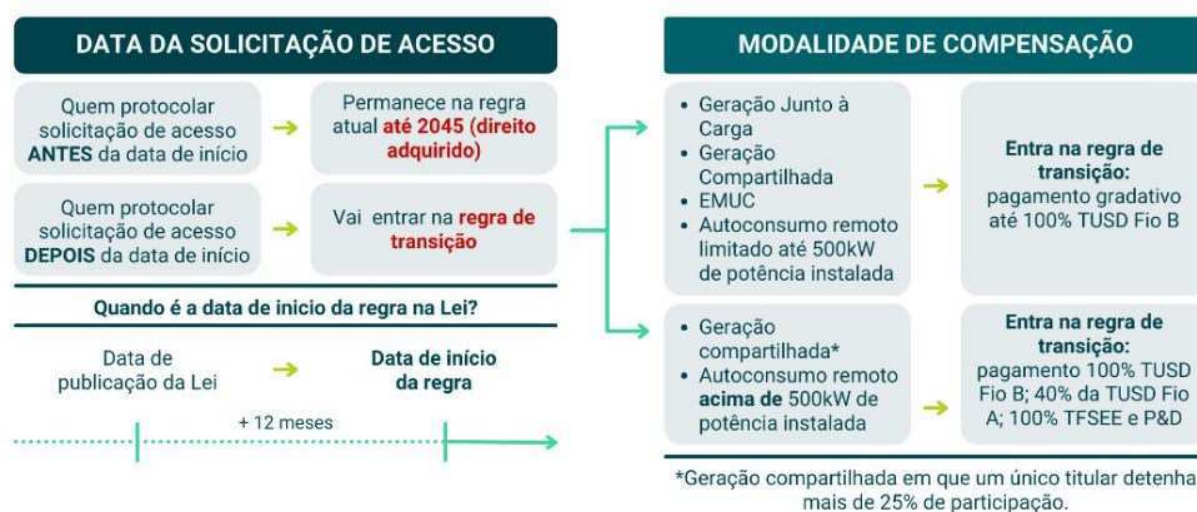 DATA DA SOLICITAÇÃO DE ACESSO
Quem protocolar
solicitação de acesso
ANTES da data de início
Permanece na regra
atual até 2045 (direito
adquirido)
Quem protocolar
solicitação de acesso
DEPOIS da data de início
Vai entrar na regra de
transição
Quando é a data de inicio da regra na Lei?
Data de
publicação da Lei
Data de início
da regra
+ 12 meses
MODALIDADE DE COMPENSAÇÃO
• Geração Junto à
Carga
• Geração
Compartilhada
• EMUC
• Autoconsumo remoto
limitado até 500kW
de potência instalada
Entra na regra de
transição:
pagamento gradativo
até 100% TUSD Fio B
• Geração
compartilhada*
• Autoconsumo remoto
acima de 500kW de
potência instalada
Entra na regra de
transição:
pagamento 100% TUSD
Fio B; 40% da TUSD Fio
A; 100% TFSEE e P&D
*Geração compartilhada em que um único titular detenha
mais de 25% de participação.